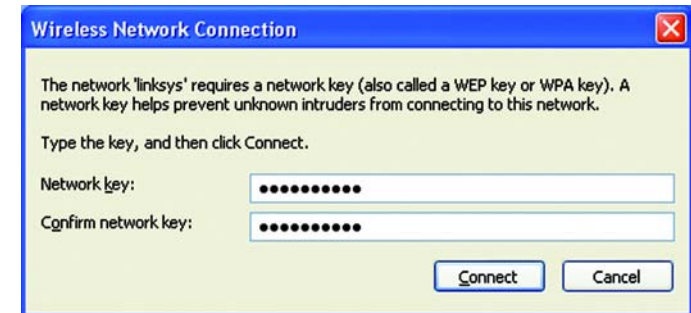 Wireless Network Connection
The network 'linksys' requires a network key (also called a WEP key or WPA key). A
network key helps prevent unknown intruders from connecting to this network.
Type the key, and then click Connect.
Network key: ●●●●●●●●●●
Confirm network key: ●●●●●●●●●●
Connect Cancel